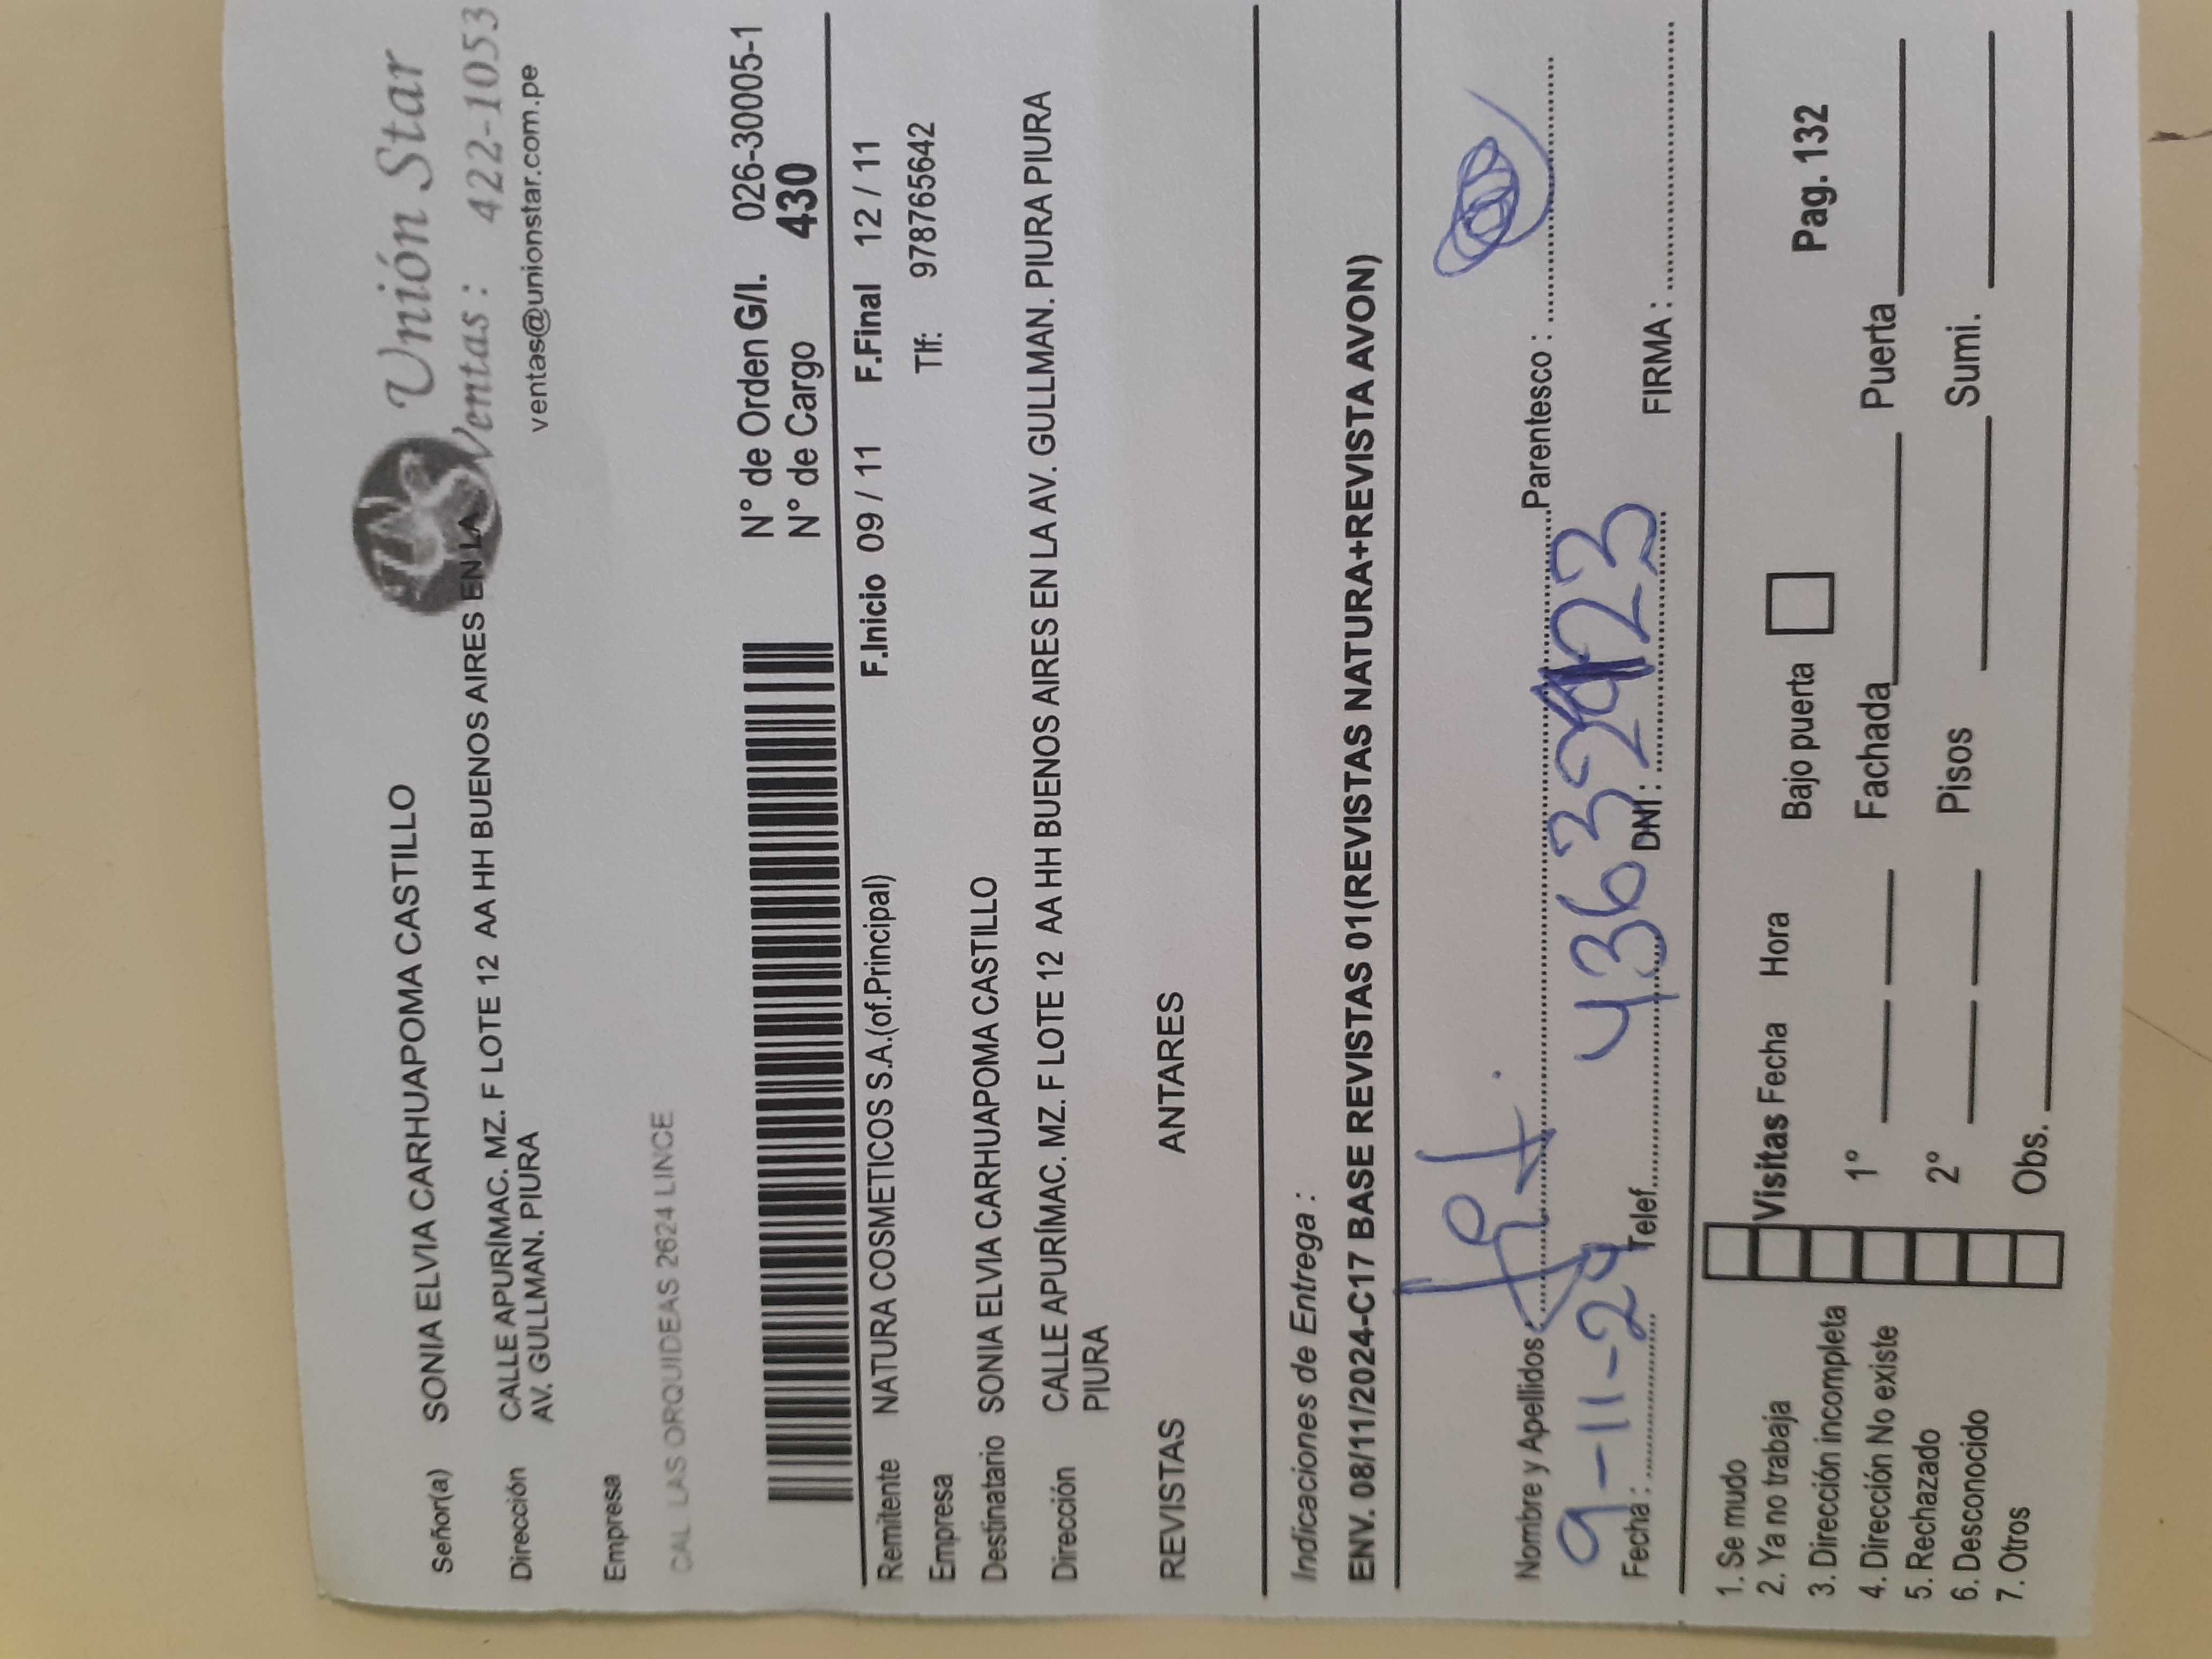 Unión Star
Ventas : 422-1053
ventas@unionstar.com.pe
Señor(a) SONIA ELVIA CARHUAPOMA CASTILLO
Dirección CALLE APURÍMAC. MZ. F LOTE 12 AA HH BUENOS AIRES EN LA
AV. GULLMAN. PIURA
Empresa
CAL. LAS ORQUIDEAS 2624 LINCE
N° de Orden G/I. 026-30005-1
N° de Cargo 430
Remitente NATURA COSMETICOS S.A.(of.Principal) F.Inicio 09 / 11 F.Final 12 / 11
Empresa Tlf: 978765642
Destinatario SONIA ELVIA CARHUAPOMA CASTILLO
Dirección CALLE APURÍMAC. MZ. F LOTE 12 AA HH BUENOS AIRES EN LA AV. GULLMAN. PIURA PIURA
PIURA
REVISTAS ANTARES
Indicaciones de Entrega :
ENV. 08/11/2024-C17 BASE REVISTAS 01(REVISTAS NATURA+REVISTA AVON)
Nombre y Apellidos : Parentesco :
Fecha : 9-11-24 Telef. DNI : FIRMA :
1. Se mudo
2. Ya no trabaja Visitas Fecha Hora Bajo puerta Pag. 132
3. Dirección incompleta
4. Dirección No existe 1° Fachada Puerta
5. Rechazado
6. Desconocido 2° Pisos Sumi.
7. Otros Obs.